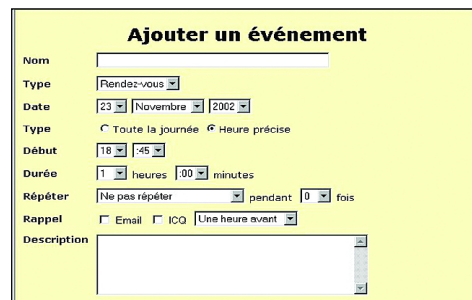 Ajouter un événement
Nom
Type Rendez-vous
Date 23 Novembre 2002
Type Toute la journée Heure précise
Début 18 :45
Durée 1 heures :00 minutes
Répéter Ne pas répéter pendant 0 fois
Rappel Email ICQ Une heure avant
Description